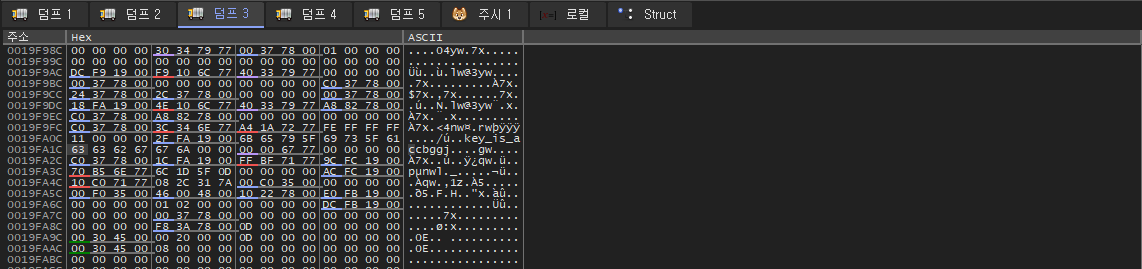 덤프 1 덤프 2 덤프 3 덤프 4 덤프 5 주시 1 [x=] 로컬 Struct
주소 Hex ASCII
0019F98C 00 00 00 00 30 34 79 77 00 37 78 00 01 00 00 00 ....04yw.7x.....
0019F99C 00 00 00 00 00 00 00 00 00 00 00 00 00 00 00 00 ................
0019F9AC DC F9 19 00 F9 10 6C 77 40 33 79 77 00 00 00 00 Üù..ù.lw@3yw....
0019F9BC 00 37 78 00 00 00 00 00 00 00 00 00 C0 37 78 00 .7x.........À7x.
0019F9CC 24 37 78 00 2C 37 78 00 00 00 00 00 00 37 78 00 $7x.,7x......7x.
0019F9DC 18 FA 19 00 4E 10 6C 77 40 33 79 77 A8 82 78 00 .ú..N.lw@3yw¨.x.
0019F9EC C0 37 78 00 A8 82 78 00 00 00 00 00 00 00 00 00 À7x.¨.x.........
0019F9FC C0 37 78 00 3C 34 6E 77 A4 1A 72 77 FE FF FF FF À7x.<4nw¤.rwþÿÿÿ
0019FA0C 11 00 00 00 2F FA 19 00 6B 65 79 5F 69 73 5F 61 ..../ú..key_is_a
0019FA1C 63 63 62 67 67 6A 00 00 00 00 67 77 00 00 00 00 ccbggj....gw....
0019FA2C C0 37 78 00 1C FA 19 00 FF BF 71 77 9C FC 19 00 À7x..ú..ÿ¿qw.ü..
0019FA3C 70 B5 6E 77 6C 1D 5F 0D 00 00 00 00 AC FC 19 00 pµnwl._.....¬ü..
0019FA4C 10 C0 71 77 08 2C 31 7A 00 C0 35 00 00 00 00 00 .Àqw.,1z.À5.....
0019FA5C 00 F0 35 00 46 00 48 00 10 22 78 00 E0 FB 19 00 .ð5.F.H.."x.àû..
0019FA6C 00 00 00 00 01 02 00 00 00 00 00 00 DC FB 19 00 ............Üû..
0019FA7C 00 00 00 00 00 37 78 00 00 00 00 00 00 00 00 00 .....7x.........
0019FA8C 00 00 00 00 F8 3A 78 00 0D 00 00 00 00 00 00 00 ....ø:x.........
0019FA9C 00 30 45 00 00 20 00 00 0D 00 00 00 00 00 00 00 .0E.. ..........
0019FAAC 00 30 45 00 08 00 00 00 00 00 00 00 00 00 00 00 .0E.............
0019FABC 00 00 00 00 00 00 00 00 00 00 00 00 00 00 00 00 ................